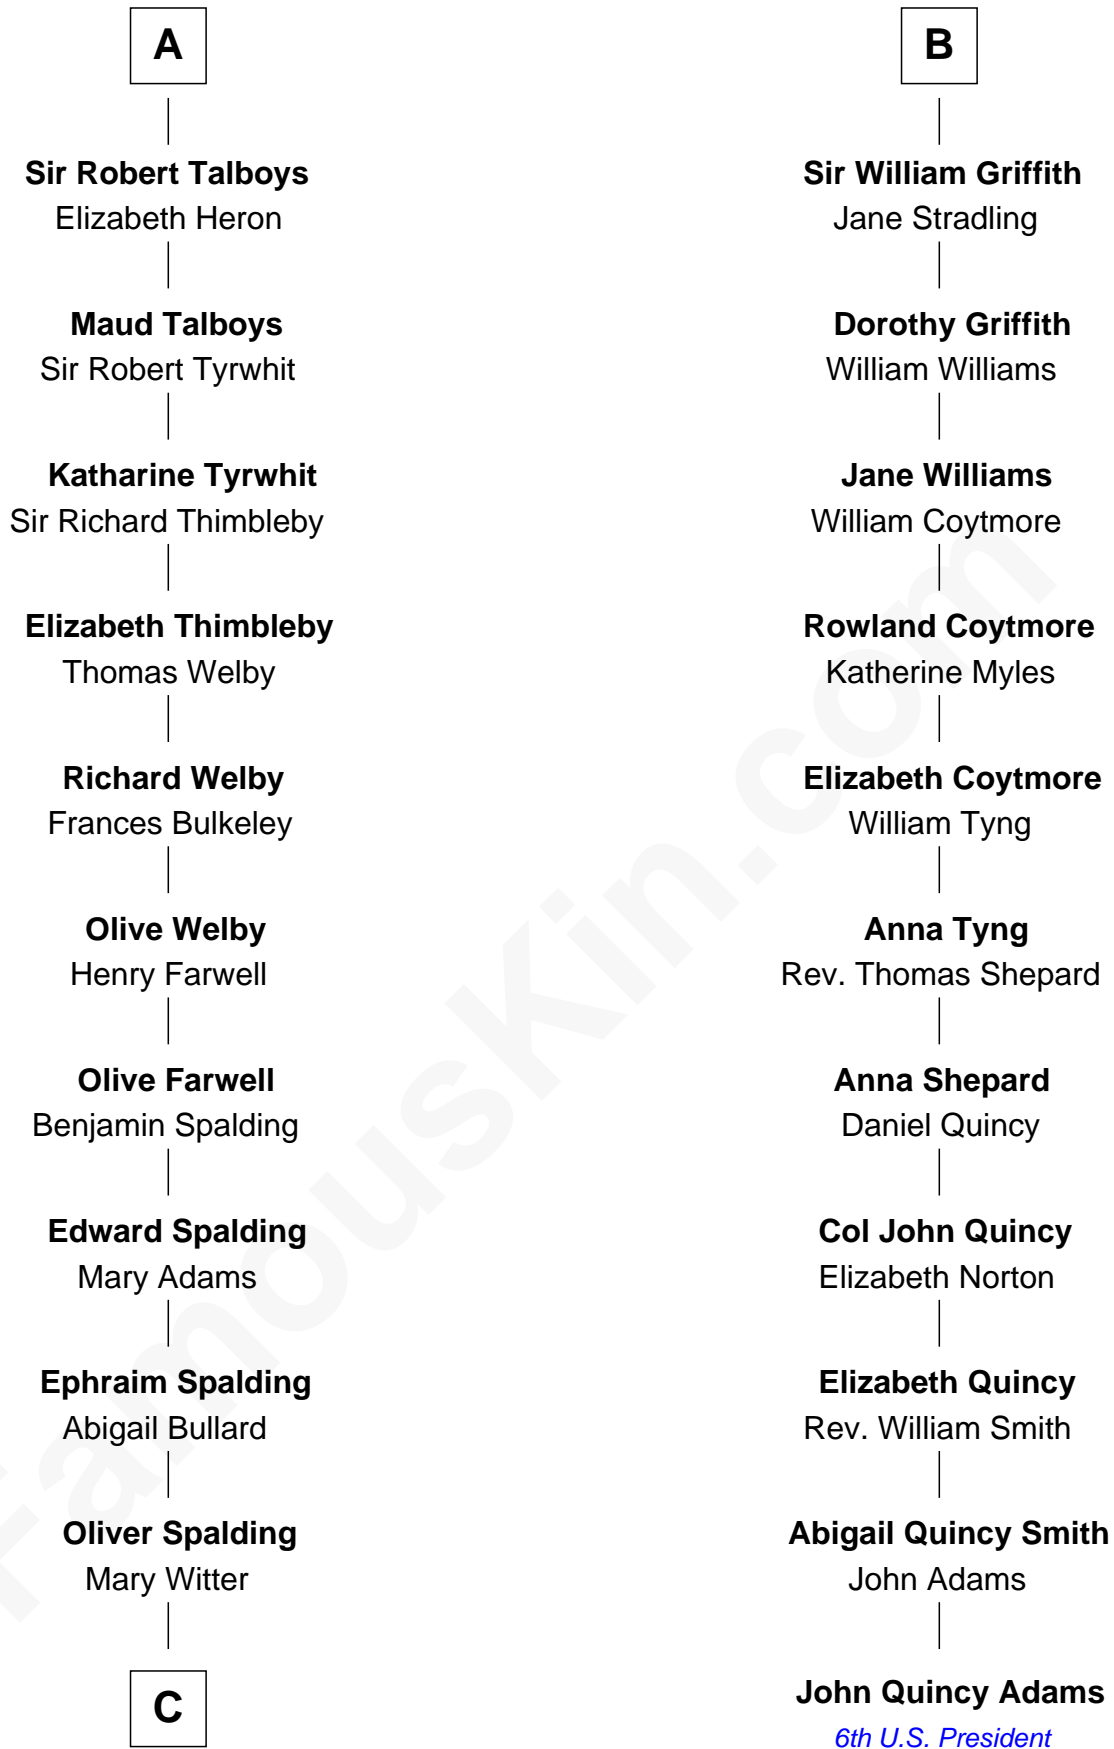 A
Sir Robert Talboys
Elizabeth Heron
Maud Talboys
Sir Robert Tyrwhit
Katharine Tyrwhit
Sir Richard Thimbleby
Elizabeth Thimbleby
Thomas Welby
Richard Welby
Frances Bulkeley
Olive Welby
Henry Farwell
Olive Farwell
Benjamin Spalding
Edward Spalding
Mary Adams
Ephraim Spalding
Abigail Bullard
Oliver Spalding
Mary Witter
C
B
Sir William Griffith
Jane Stradling
Dorothy Griffith
William Williams
Jane Williams
William Coytmore
Rowland Coytmore
Katherine Myles
Elizabeth Coytmore
William Tyng
Anna Tyng
Rev. Thomas Shepard
Anna Shepard
Daniel Quincy
Col John Quincy
Elizabeth Norton
Elizabeth Quincy
Rev. William Smith
Abigail Quincy Smith
John Adams
John Quincy Adams
6th U.S. President
FamousKin.com